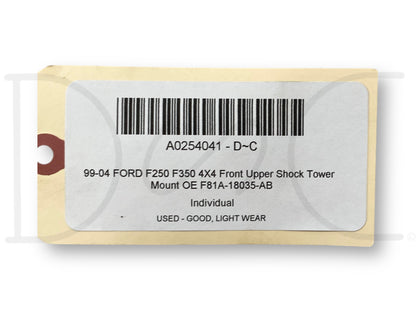 A0254041 - D~C
99-04 FORD F250 F350 4X4 Front Upper Shock Tower
Mount OE F81A-18035-AB
Individual
USED - GOOD, LIGHT WEAR